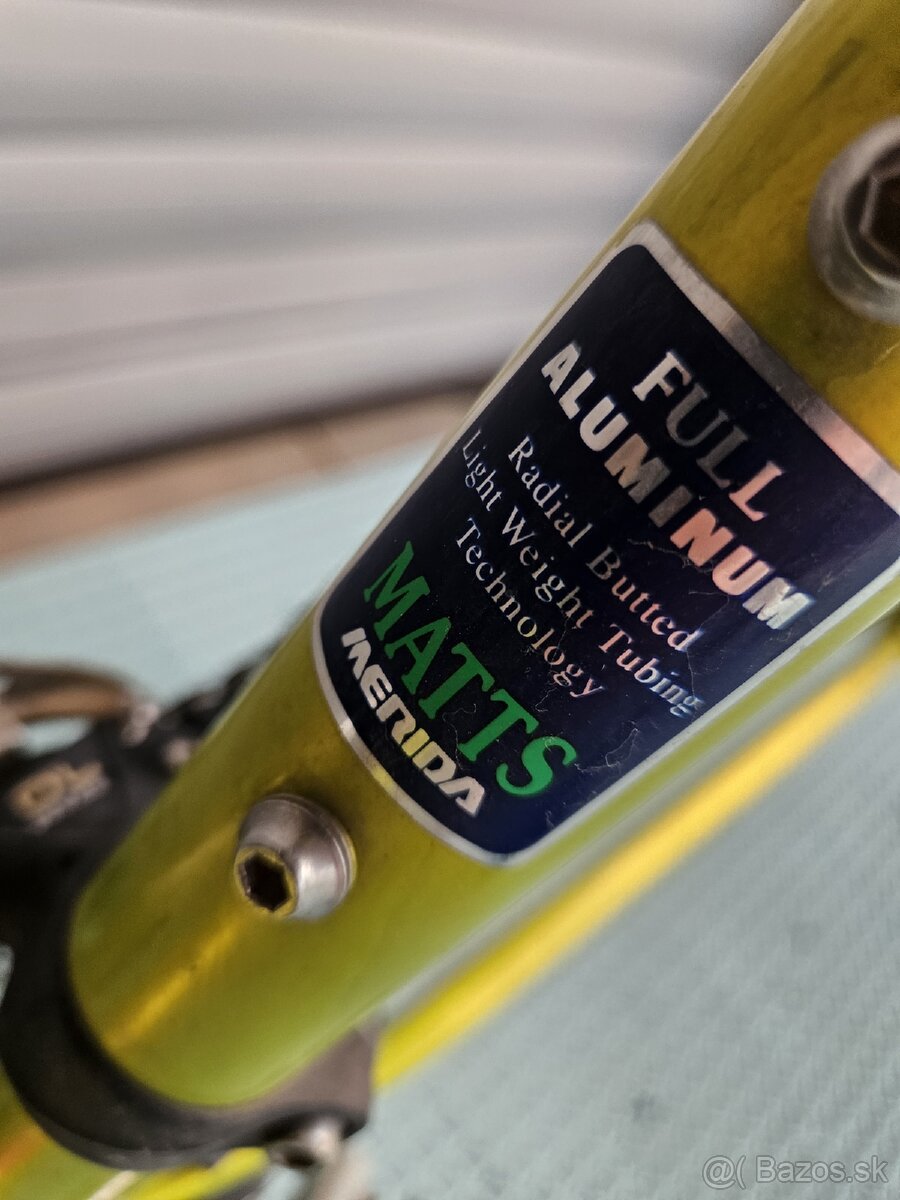 FULL
ALUMINUM
Radial Butted
Light Weight Tubing
Technology
MATTS
MERIDA
@( Bazos.sk